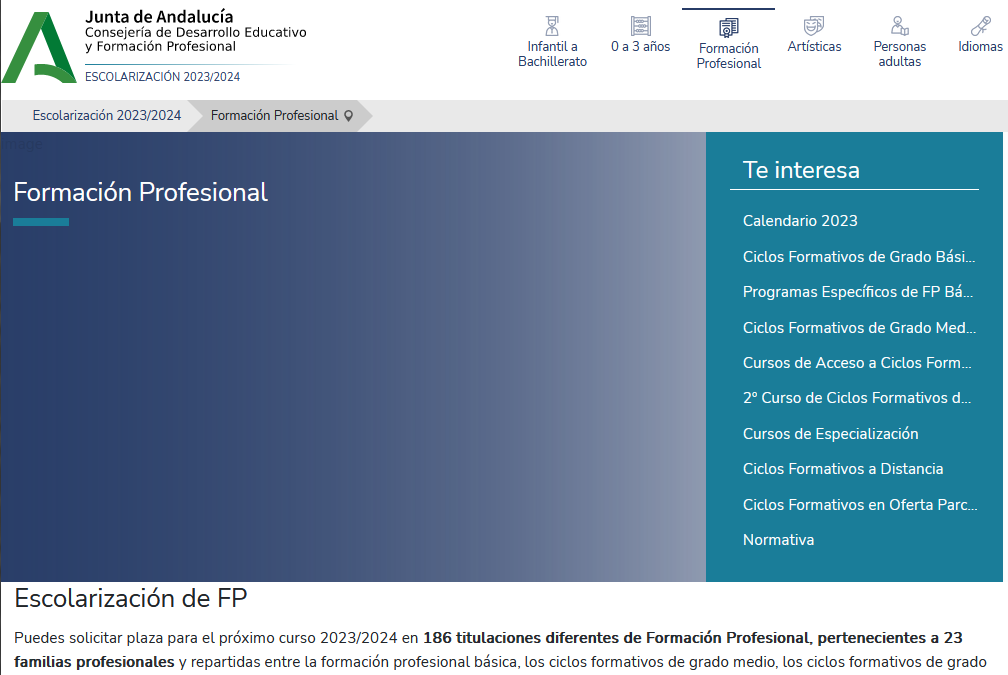 Junta de Andalucía
Consejería de Desarrollo Educativo
y Formación Profesional
ESCOLARIZACIÓN 2023/2024
Infantil a
Bachillerato
0 a 3 años
Formación
Profesional
Artísticas
Personas
adultas
Idiomas
Escolarización 2023/2024
Formación Profesional
Image
Formación Profesional
Te interesa
Calendario 2023
Ciclos Formativos de Grado Bási...
Programas Específicos de FP Bá...
Ciclos Formativos de Grado Med...
Cursos de Acceso a Ciclos Form...
2º Curso de Ciclos Formativos d...
Cursos de Especialización
Ciclos Formativos a Distancia
Ciclos Formativos en Oferta Parc...
Normativa
Escolarización de FP
Puedes solicitar plaza para el próximo curso 2023/2024 en 186 titulaciones diferentes de Formación Profesional, pertenecientes a 23
familias profesionales y repartidas entre la formación profesional básica, los ciclos formativos de grado medio, los ciclos formativos de grado